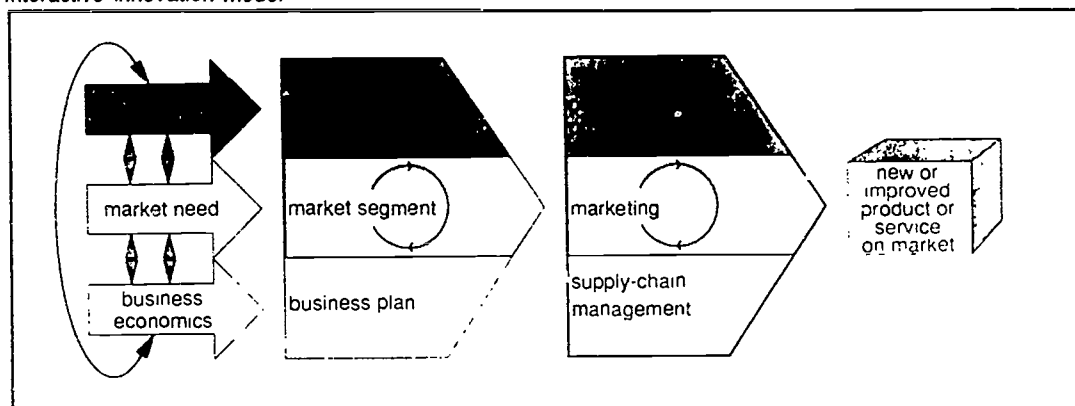 interactive innovation model
market need
business
economics
market segment
business plan
marketing
supply-chain
management
new or
improved
product or
service
on market